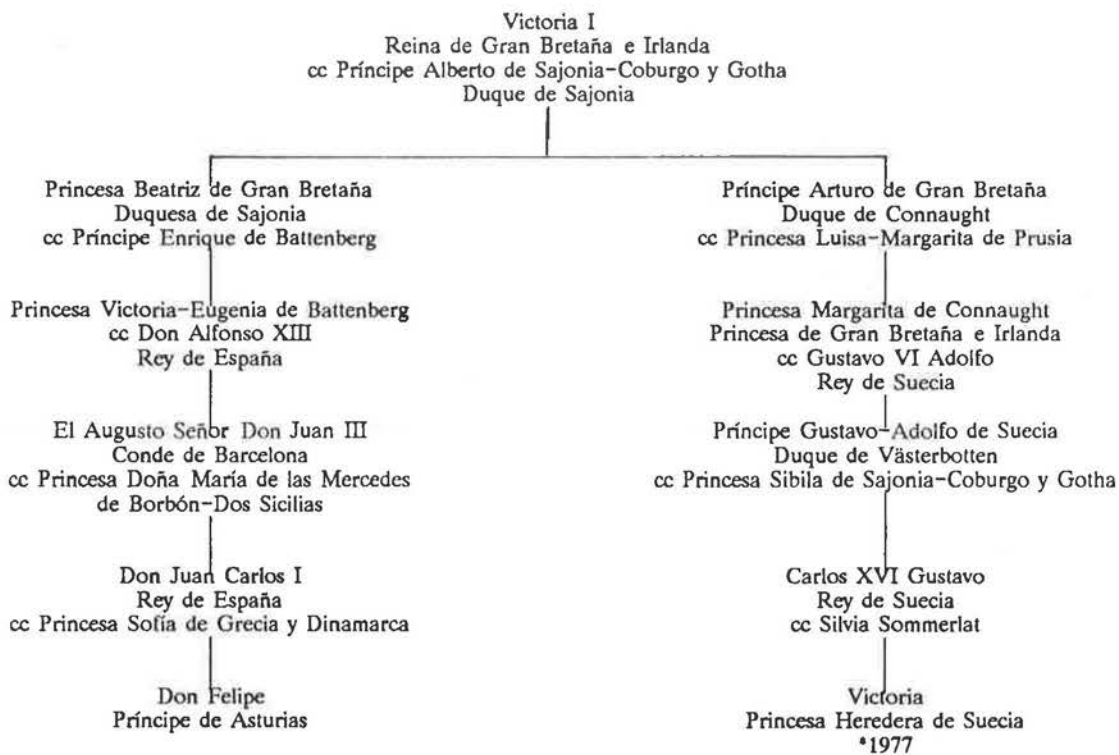 Victoria I
Reina de Gran Bretaña e Irlanda
cc Príncipe Alberto de Sajonia-Coburgo y Gotha
Duque de Sajonia
Princesa Beatriz de Gran Bretaña
Duquesa de Sajonia
cc Príncipe Enrique de Battenberg
Princesa Victoria-Eugenia de Battenberg
cc Don Alfonso XIII
Rey de España
El Augusto Señor Don Juan III
Conde de Barcelona
cc Princesa Doña María de las Mercedes
de Borbón-Dos Sicilias
Don Juan Carlos I
Rey de España
cc Princesa Sofía de Grecia y Dinamarca
Don Felipe
Príncipe de Asturias
Príncipe Arturo de Gran Bretaña
Duque de Connaught
cc Princesa Luisa-Margarita de Prusia
Princesa Margarita de Connaught
Princesa de Gran Bretaña e Irlanda
cc Gustavo VI Adolfo
Rey de Suecia
Príncipe Gustavo-Adolfo de Suecia
Duque de Västerbotten
cc Princesa Sibila de Sajonia-Coburgo y Gotha
Carlos XVI Gustavo
Rey de Suecia
cc Silvia Sommerlat
Victoria
Princesa Heredera de Suecia
*1977